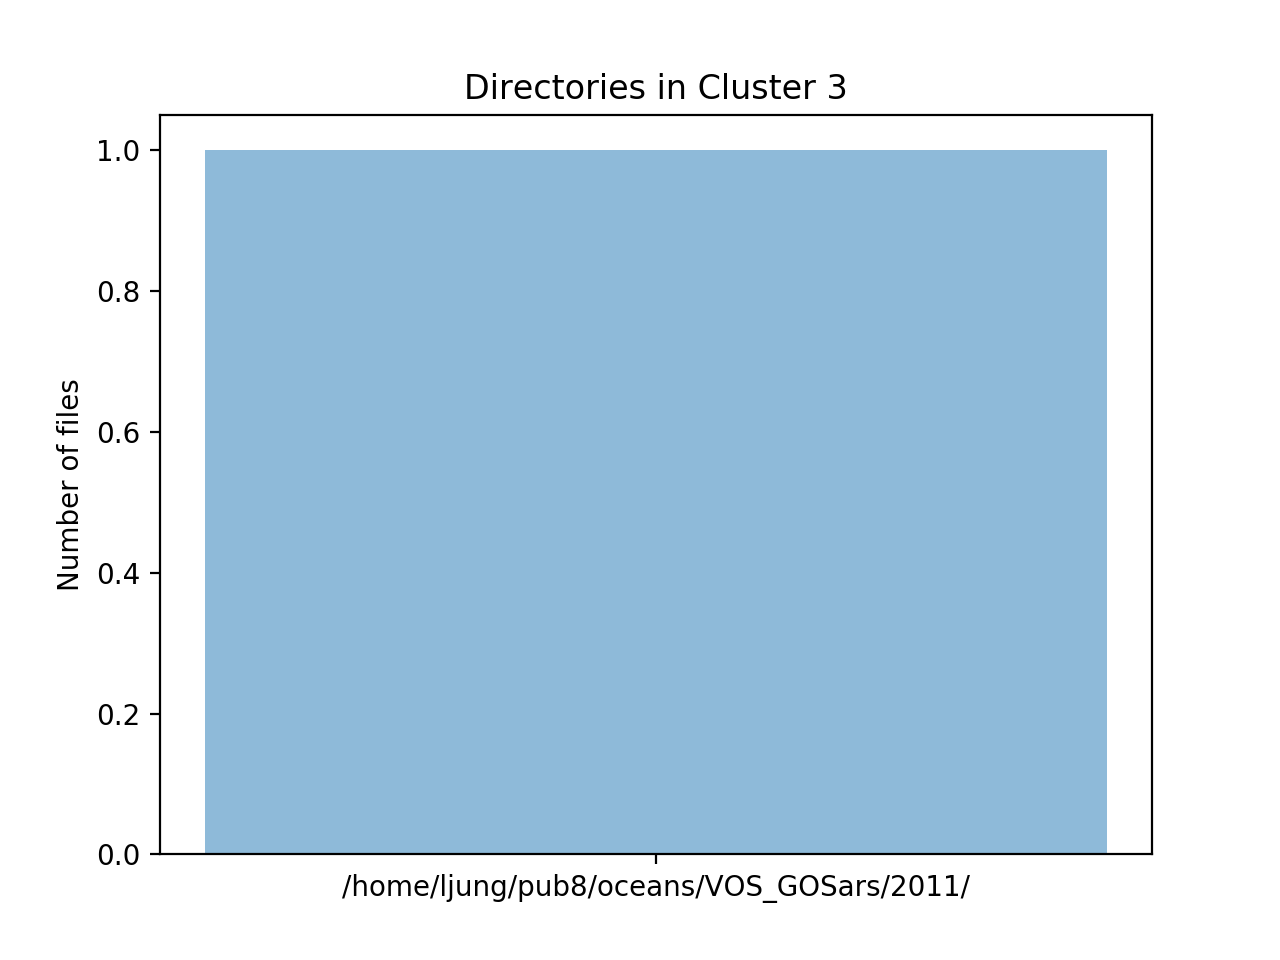 Directories in Cluster 3
Number of files
1.0
0.8
0.6
0.4
0.2
0.0
/home/ljung/pub8/oceans/VOS_GOSars/2011/